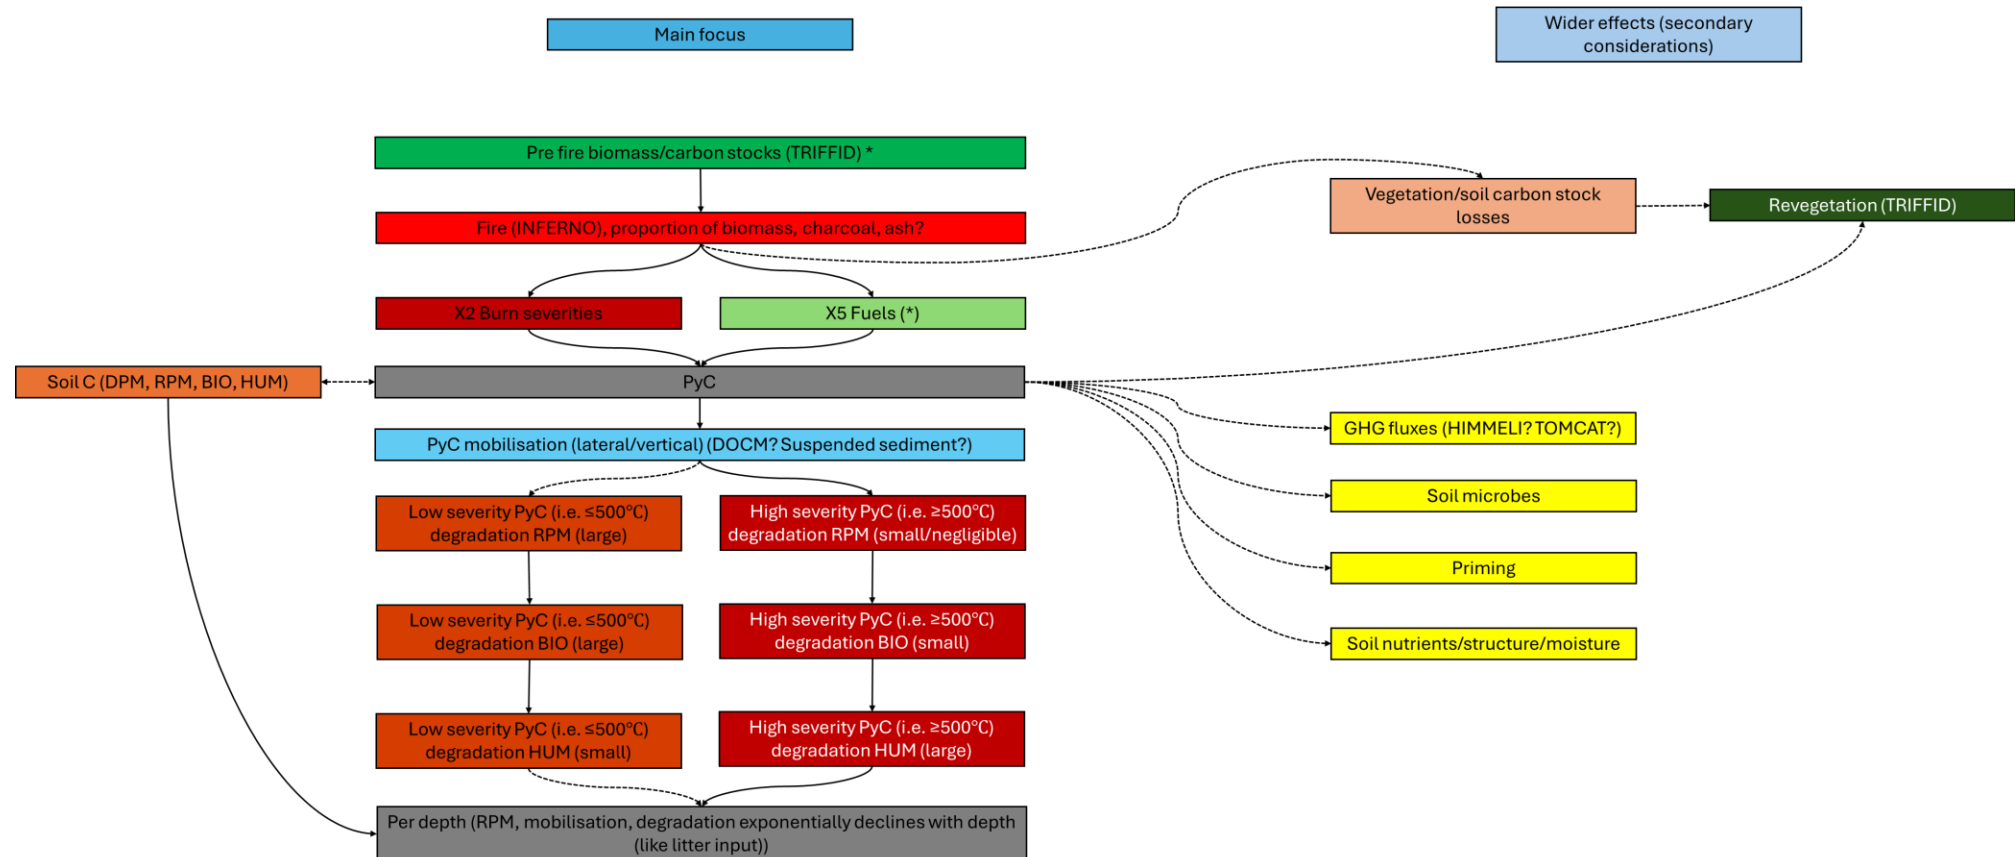 Main focus
Wider effects (secondary
considerations)
Pre fire biomass/carbon stocks (TRIFFID) *
Fire (INFERNO), proportion of biomass, charcoal, ash?
Vegetation/soil carbon stock
losses
Revegetation (TRIFFID)
X2 Burn severities
X5 Fuels (*)
Soil C (DPM, RPM, BIO, HUM)
PyC
GHG fluxes (HIMMELI? TOMCAT?)
PyC mobilisation (lateral/vertical) (DOCM? Suspended sediment?)
Soil microbes
Low severity PyC (i.e. ≤500℃)
degradation RPM (large)
High severity PyC (i.e. ≥500℃)
degradation RPM (small/negligible)
Priming
Low severity PyC (i.e. ≤500℃)
degradation BIO (large)
High severity PyC (i.e. ≥500℃)
degradation BIO (small)
Soil nutrients/structure/moisture
Low severity PyC (i.e. ≤500℃)
degradation HUM (small)
High severity PyC (i.e. ≥500℃)
degradation HUM (large)
Per depth (RPM, mobilisation, degradation exponentially declines with depth
(like litter input))